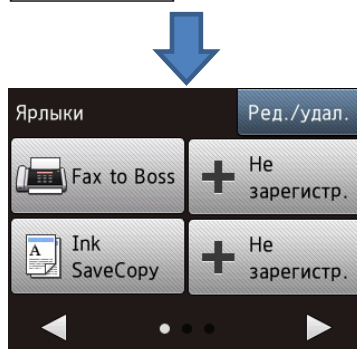 Ярлыки
Ред./удал.
Fax to Boss
Не
зарегистр.
Ink
SaveCopy
Не
зарегистр.